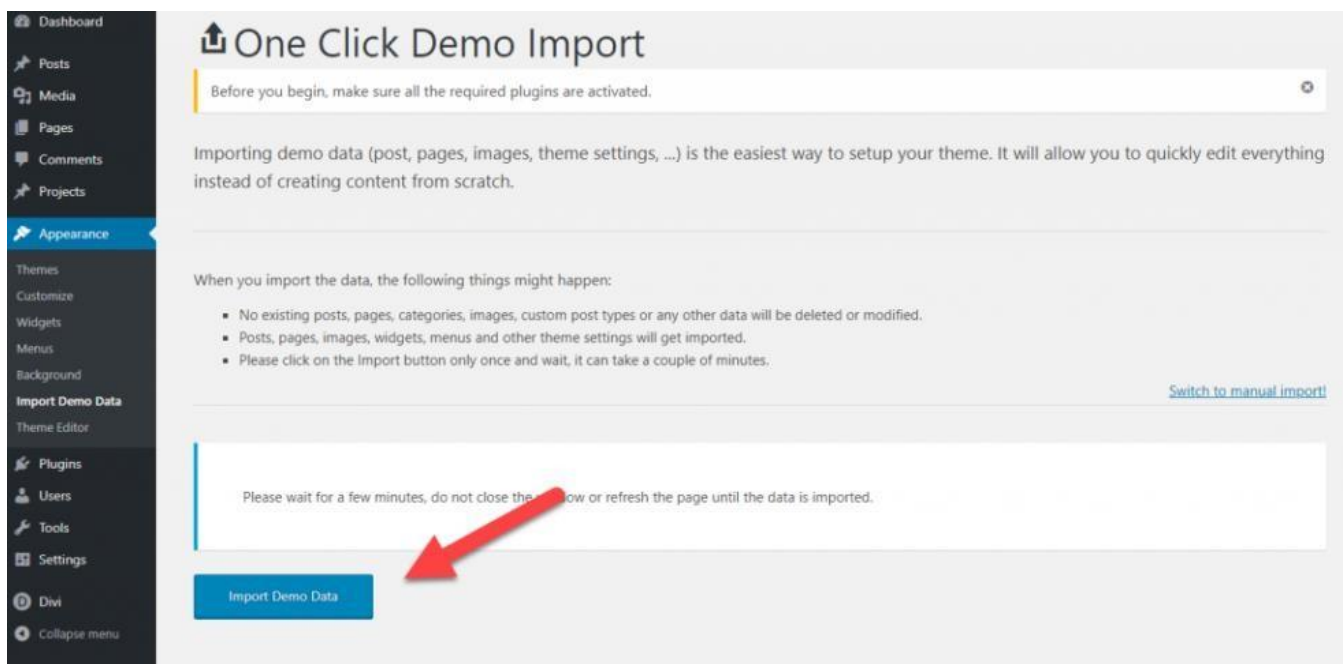 Dashboard
Posts
Media
Pages
Comments
Projects
Appearance
Themes
Customize
Widgets
Menus
Background
Import Demo Data
Theme Editor
Plugins
Users
Tools
Settings
Divi
Collapse menu
One Click Demo Import
Before you begin, make sure all the required plugins are activated.
Importing demo data (post, pages, images, theme settings, ...) is the easiest way to setup your theme. It will allow you to quickly edit everything
instead of creating content from scratch.
When you import the data, the following things might happen:
No existing posts, pages, categories, images, custom post types or any other data will be deleted or modified.
Posts, pages, images, widgets, menus and other theme settings will get imported.
Please click on the Import button only once and wait, it can take a couple of minutes.
Switch to manual import!
Please wait for a few minutes, do not close the ow or refresh the page until the data is imported.
Import Demo Data